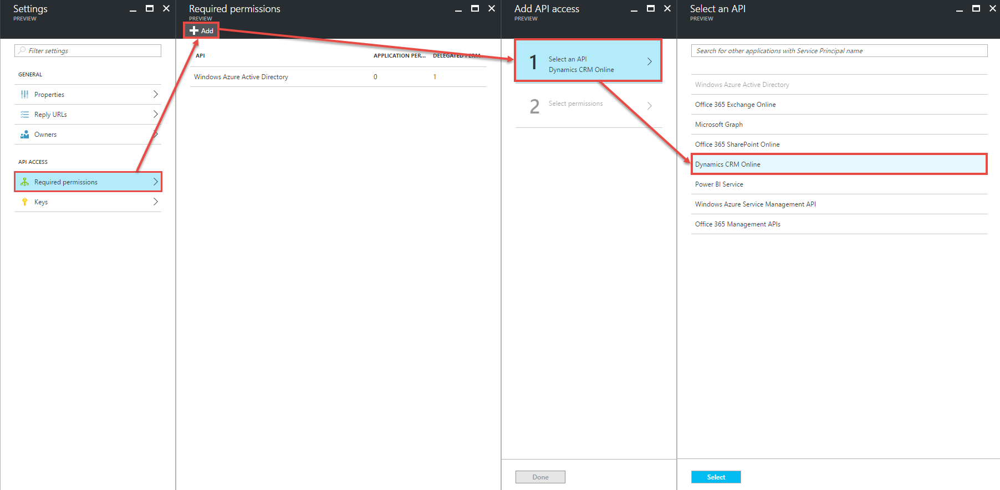 Settings
PREVIEW
Filter settings
GENERAL
Properties
Reply URLs
Owners
API ACCESS
Required permissions
Keys
Required permissions
PREVIEW
Add
API APPLICATION PER... DELEGATED PERM...
Windows Azure Active Directory 0 1
Add API access
PREVIEW
1 Select an API
Dynamics CRM Online
2 Select permissions
Done
Select an API
PREVIEW
Search for other applications with Service Principal name
Windows Azure Active Directory
Office 365 Exchange Online
Microsoft Graph
Office 365 SharePoint Online
Dynamics CRM Online
Power BI Service
Windows Azure Service Management API
Office 365 Management APIs
Select